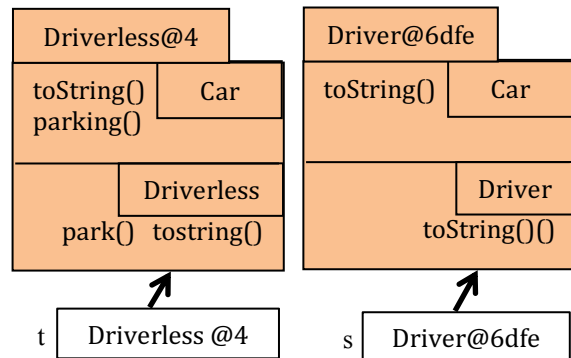 Driverless@4
toString() Car
parking()
Driverless
park() tostring()
t Driverless @4
Driver@6dfe
toString() Car
Driver
toString()()
s Driver@6dfe